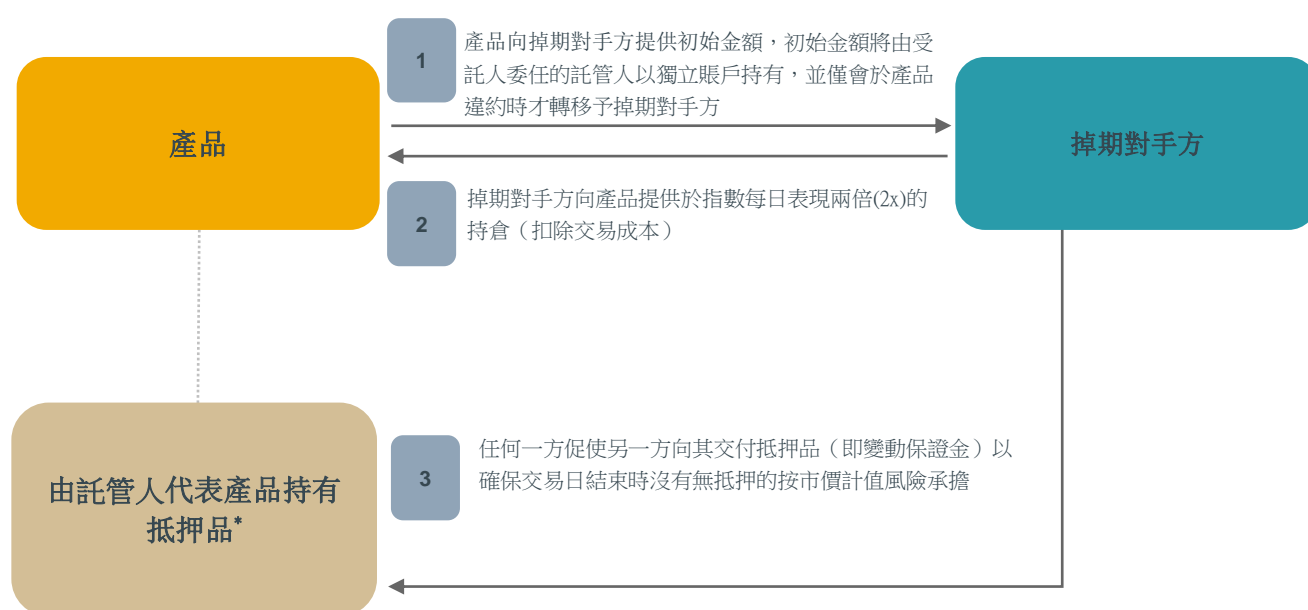 1
產品向掉期對手方提供初始金額，初始金額將由受
託人委任的託管人以獨立賬戶持有，並僅會於產品
違約時才轉移予掉期對手方
產品
掉期對手方
2
掉期對手方向產品提供於指數每日表現兩倍(2x)的
持倉（扣除交易成本）
3
任何一方促使另一方向其交付抵押品（即變動保證金）以
確保交易日結束時沒有無抵押的按市價計值風險承擔
由託管人代表產品持有
抵押品*